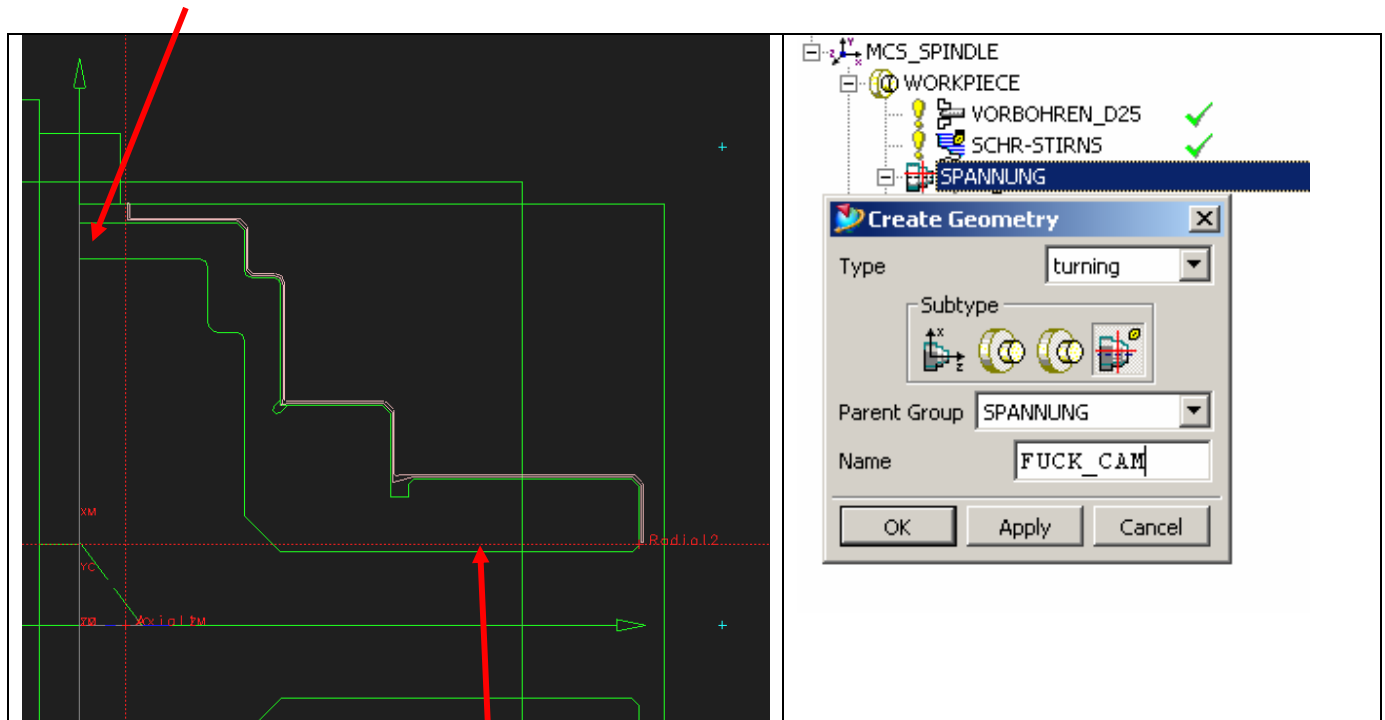 XM
Radial2
YC
MCS_SPINDLE
WORKPIECE
VORBOHREN_D25
SCHR-STIRNS
SPANNUNG
Create Geometry
Type
turning
Subtype
Parent Group
SPANNUNG
Name
FUCK_CAM
OK
Apply
Cancel